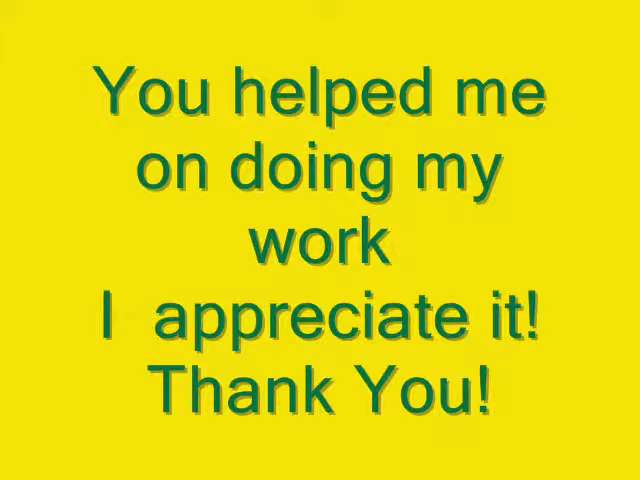 You helped me
on doing my
work
I  appreciate it!
Thank You!